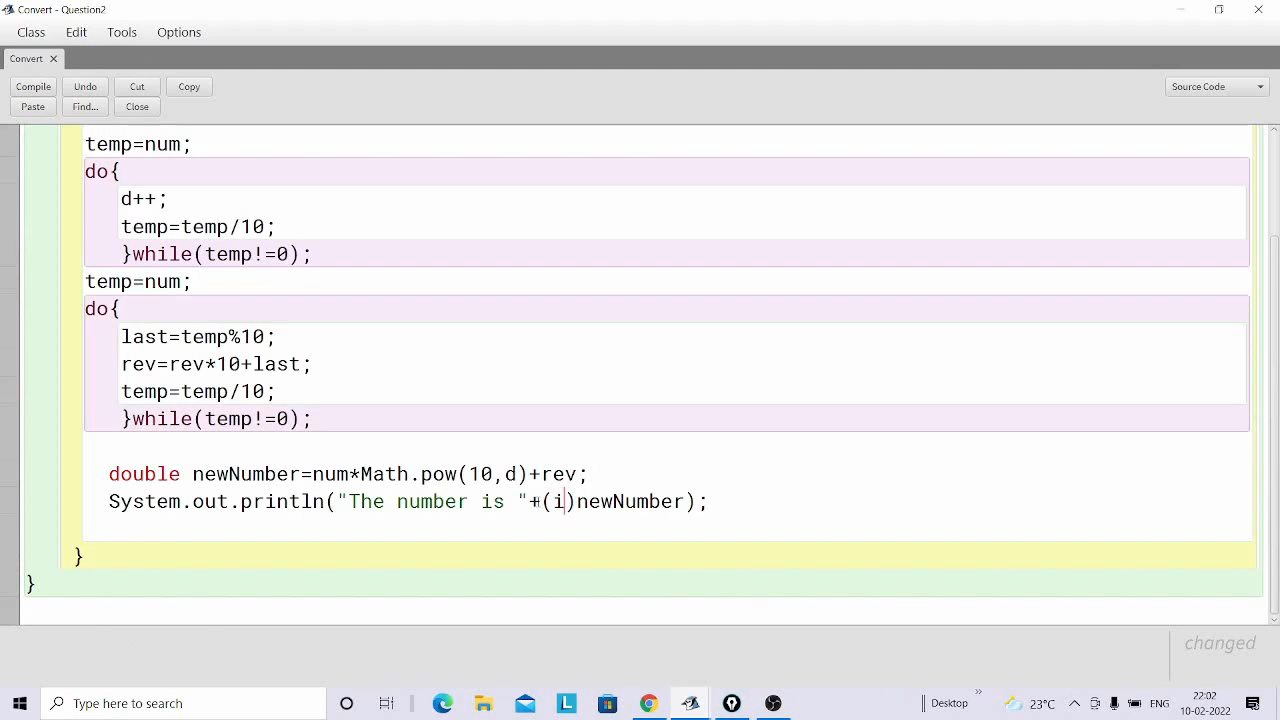 Convert - Question2
Class Edit Tools Options
Convert
Compile Undo Cut Copy
Source Code
Paste Find... Close
temp=num;
do{
d++;
temp=temp/10;
}while(temp!=0);
temp=num;
do{
last=temp%10;
rev=rev*10+last;
temp=temp/10;
}while(temp!=0);
double newNumber=num*Math.pow(10,d)+rev;
System.out.println("The number is "+(i)newNumber);
}
}
changed
Type here to search
L
Desktop
23°C
ENG
22:02
10-02-2022